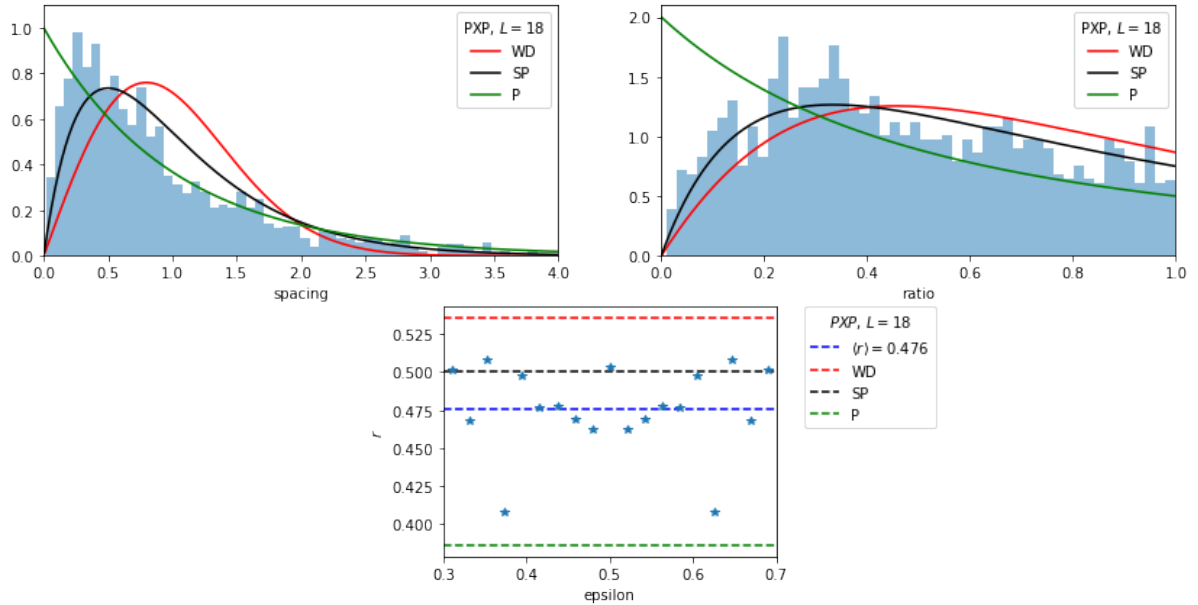 1.0
0.8
0.6
0.4
0.2
0.0
PXP, L = 18
WD
SP
P
0.0 0.5 1.0 1.5 2.0 2.5 3.0 3.5 4.0
spacing
2.0
1.5
1.0
0.5
0.0
PXP, L = 18
WD
SP
P
0.0 0.2 0.4 0.6 0.8 1.0
ratio
0.525
0.500
0.475
0.450
0.425
0.400
r
0.3 0.4 0.5 0.6 0.7
epsilon
PXP, L = 18
⟨r⟩ = 0.476
WD
SP
P